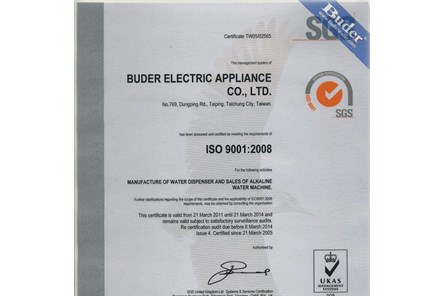 Certificate TW05/02565
SGS
Buder
The management system of
BUDER ELECTRIC APPLIANCE
CO., LTD.
No.769, Dungping Rd., Taiping, Taichung City, Taiwan.
has been assessed and certified as meeting the requirements of
ISO 9001:2008
For the following activities
MANUFACTURE OF WATER DISPENSER AND SALES OF ALKALINE
WATER MACHINE.
Further clarifications regarding the scope of this certificate and the applicability of ISO 9001:2008
requirements may be obtained by consulting the organisation
This certificate is valid from 21 March 2011 until 21 March 2014 and
remains valid subject to satisfactory surveillance audits.
Re certification audit due before 8 March 2014
Issue 4. Certified since 21 March 2005
Authorised by
SGS United Kingdom Ltd Systems & Services Certification
SGS
UKAS
MANAGEMENT
SYSTEMS